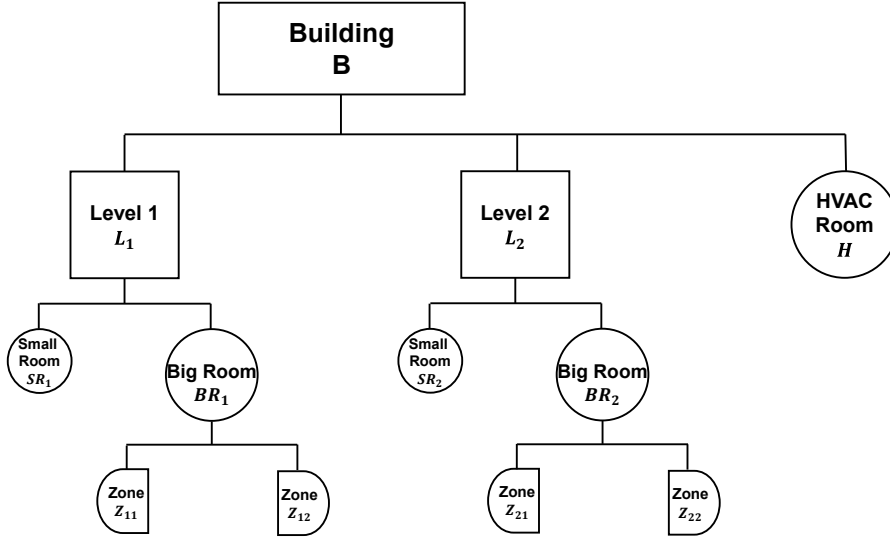 Building
B
Level 1
L₁
Level 2
L₂
HVAC
Room
H
Small
Room
SR₁
Big Room
BR₁
Small
Room
SR₂
Big Room
BR₂
Zone
Z₁₁
Zone
Z₁₂
Zone
Z₂₁
Zone
Z₂₂